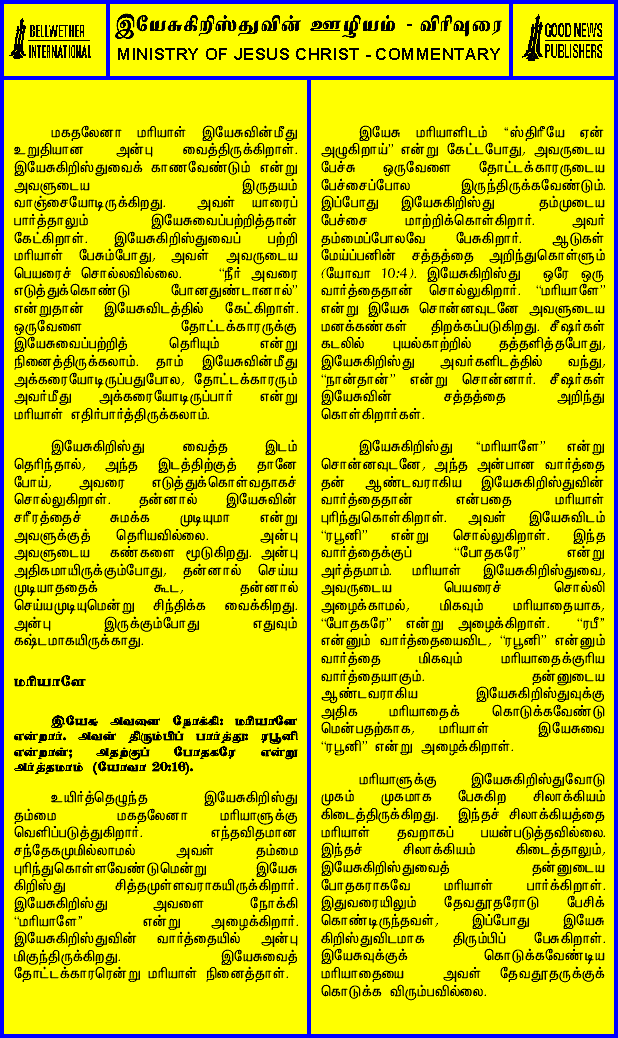 BELLWETHER
INTERNATIONAL
இயேசுகிறிஸ்துவின் ஊழியம் - விரிவுரை
MINISTRY OF JESUS CHRIST - COMMENTARY
GOOD NEWS
PUBLISHERS
மகதலேனா மரியாள் இயேசுவின்மீது
உறுதியான அன்பு வைத்திருக்கிறாள்.
இயேசுகிறிஸ்துவைக் காணவேண்டும் என்று
அவளுடைய இருதயம்
வாஞ்சையோடிருக்கிறது. அவள் யாரைப்
பார்த்தாலும் இயேசுவைப்பற்றித்தான்
கேட்கிறாள். இயேசுகிறிஸ்துவைப் பற்றி
மரியாள் பேசும்போது, அவள் அவருடைய
பெயரைச் சொல்லவில்லை. "நீர் அவரை
எடுத்துக்கொண்டு போனதுண்டானால்"
என்றுதான் இயேசுவிடத்தில் கேட்கிறாள்.
ஒருவேளை தோட்டக்காரருக்கு
இயேசுவைப்பற்றித் தெரியும் என்று
நினைத்திருக்கலாம். தாம் இயேசுவின்மீது
அக்கரையோடிருப்பதுபோல, தோட்டக்காரரும்
அவர்மீது அக்கரையோடிருப்பார் என்று
மரியாள் எதிர்பார்த்திருக்கலாம்.
இயேசுகிறிஸ்து வைத்த இடம்
தெரிந்தால், அந்த இடத்திற்குத் தானே
போய், அவரை எடுத்துக்கொள்வதாகச்
சொல்லுகிறாள். தன்னால் இயேசுவின்
சரீரத்தைச் சுமக்க முடியுமா என்று
அவளுக்குத் தெரியவில்லை. அன்பு
அவளுடைய கண்களை மூடுகிறது. அன்பு
அதிகமாயிருக்கும்போது, தன்னால் செய்ய
முடியாததைக் கூட, தன்னால்
செய்யமுடியுமென்று சிந்திக்க வைக்கிறது.
அன்பு இருக்கும்போது எதுவும்
கஷ்டமாகயிருக்காது.
மரியாளே
இயேசு அவளை நோக்கி: மரியாளே
என்றார். அவள் திரும்பிப் பார்த்து: ரபூனி
என்றாள்; அதற்குப் போதகரே என்று
அர்த்தமாம் (யோவா 20:16).
உயிர்த்தெழுந்த இயேசுகிறிஸ்து
தம்மை மகதலேனா மரியாளுக்கு
வெளிப்படுத்துகிறார். எந்தவிதமான
சந்தேகமுமில்லாமல் அவள் தம்மை
புரிந்துகொள்ளவேண்டுமென்று இயேசு
கிறிஸ்து சித்தமுள்ளவராகயிருக்கிறார்.
இயேசுகிறிஸ்து அவளை நோக்கி
"மரியாளே" என்று அழைக்கிறார்.
இயேசுகிறிஸ்துவின் வார்த்தையில் அன்பு
மிகுந்திருக்கிறது. இயேசுவைத்
தோட்டக்காரரென்று மரியாள் நினைத்தாள்.
இயேசு மரியாளிடம் "ஸ்திரீயே ஏன்
அழுகிறாய்" என்று கேட்டபோது, அவருடைய
பேச்சு ஒருவேளை தோட்டக்காரருடைய
பேச்சைப்போல இருந்திருக்கவேண்டும்.
இப்போது இயேசுகிறிஸ்து தம்முடைய
பேச்சை மாற்றிக்கொள்கிறார். அவர்
தம்மைப்போலவே பேசுகிறார். ஆடுகள்
மேய்ப்பனின் சத்தத்தை அறிந்துகொள்ளும்
(யோவா 10:4). இயேசுகிறிஸ்து ஒரே ஒரு
வார்த்தைதான் சொல்லுகிறார். "மரியாளே"
என்று இயேசு சொன்னவுடனே அவளுடைய
மனக்கண்கள் திறக்கப்படுகிறது. சீஷர்கள்
கடலில் புயல்காற்றில் தத்தளித்தபோது,
இயேசுகிறிஸ்து அவர்களிடத்தில் வந்து,
"நான்தான்" என்று சொன்னார். சீஷர்கள்
இயேசுவின் சத்தத்தை அறிந்து
கொள்கிறார்கள்.
இயேசுகிறிஸ்து "மரியாளே" என்று
சொன்னவுடனே, அந்த அன்பான வார்த்தை
தன் ஆண்டவராகிய இயேசுகிறிஸ்துவின்
வார்த்தைதான் என்பதை மரியாள்
புரிந்துகொள்கிறாள். அவள் இயேசுவிடம்
"ரபூனி" என்று சொல்லுகிறாள். இந்த
வார்த்தைக்குப் "போதகரே" என்று
அர்த்தமாம். மரியாள் இயேசுகிறிஸ்துவை,
அவருடைய பெயரைச் சொல்லி
அழைக்காமல், மிகவும் மரியாதையாக,
"போதகரே" என்று அழைக்கிறாள். "ரபீ"
என்னும் வார்த்தையைவிட, "ரபூனி" என்னும்
வார்த்தை மிகவும் மரியாதைக்குரிய
வார்த்தையாகும். தன்னுடைய
ஆண்டவராகிய இயேசுகிறிஸ்துவுக்கு
அதிக மரியாதைக் கொடுக்கவேண்டு
மென்பதற்காக, மரியாள் இயேசுவை
"ரபூனி" என்று அழைக்கிறாள்.
மரியாளுக்கு இயேசுகிறிஸ்துவோடு
முகம் முகமாக பேசுகிற சிலாக்கியம்
கிடைத்திருக்கிறது. இந்தச் சிலாக்கியத்தை
மரியாள் தவறாகப் பயன்படுத்தவில்லை.
இந்தச் சிலாக்கியம் கிடைத்தாலும்,
இயேசுகிறிஸ்துவைத் தன்னுடைய
போதகராகவே மரியாள் பார்க்கிறாள்.
இதுவரையிலும் தேவதூதரோடு பேசிக்
கொண்டிருந்தவள், இப்போது இயேசு
கிறிஸ்துவிடமாக திரும்பிப் பேசுகிறாள்.
இயேசுவுக்குக் கொடுக்கவேண்டிய
மரியாதையை அவள் தேவதூதருக்குக்
கொடுக்க விரும்பவில்லை.